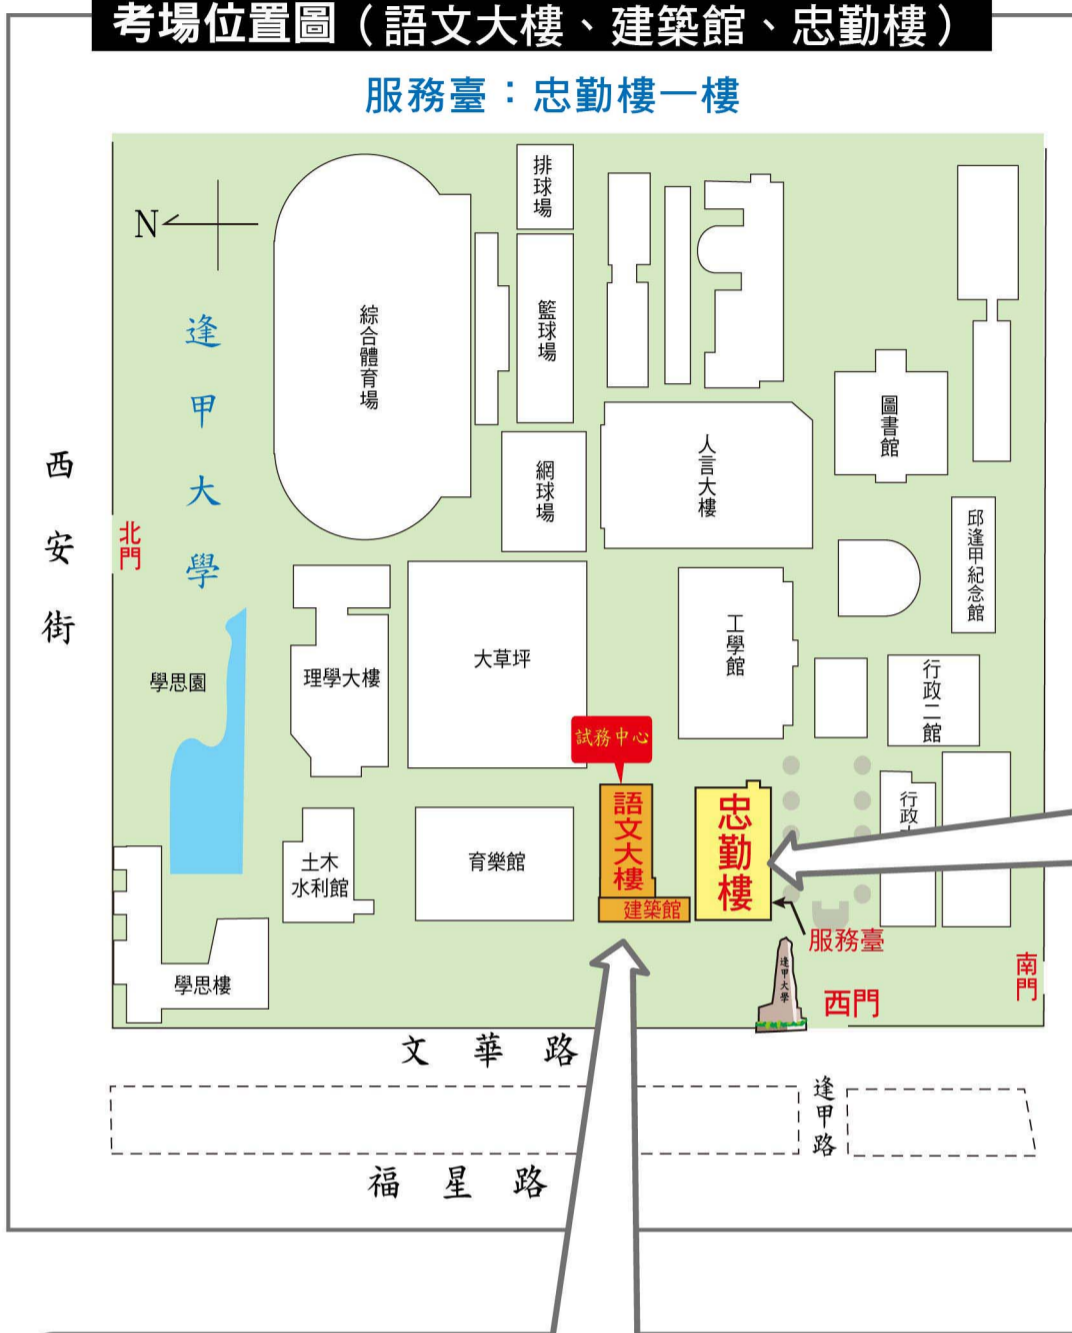 考場位置圖（語文大樓、建築館、忠勤樓）
服務臺：忠勤樓一樓
N
逢甲大學
西安街
北門
綜合體育場
排球場
籃球場
網球場
人言大樓
圖書館
邱逢甲紀念館
學思園
理學大樓
大草坪
工學館
行政二館
試務中心
語文大樓
建築館
忠勤樓
行政
土木
水利館
育樂館
服務臺
學思樓
逢甲大學
西門
南門
文華路
逢甲路
福星路